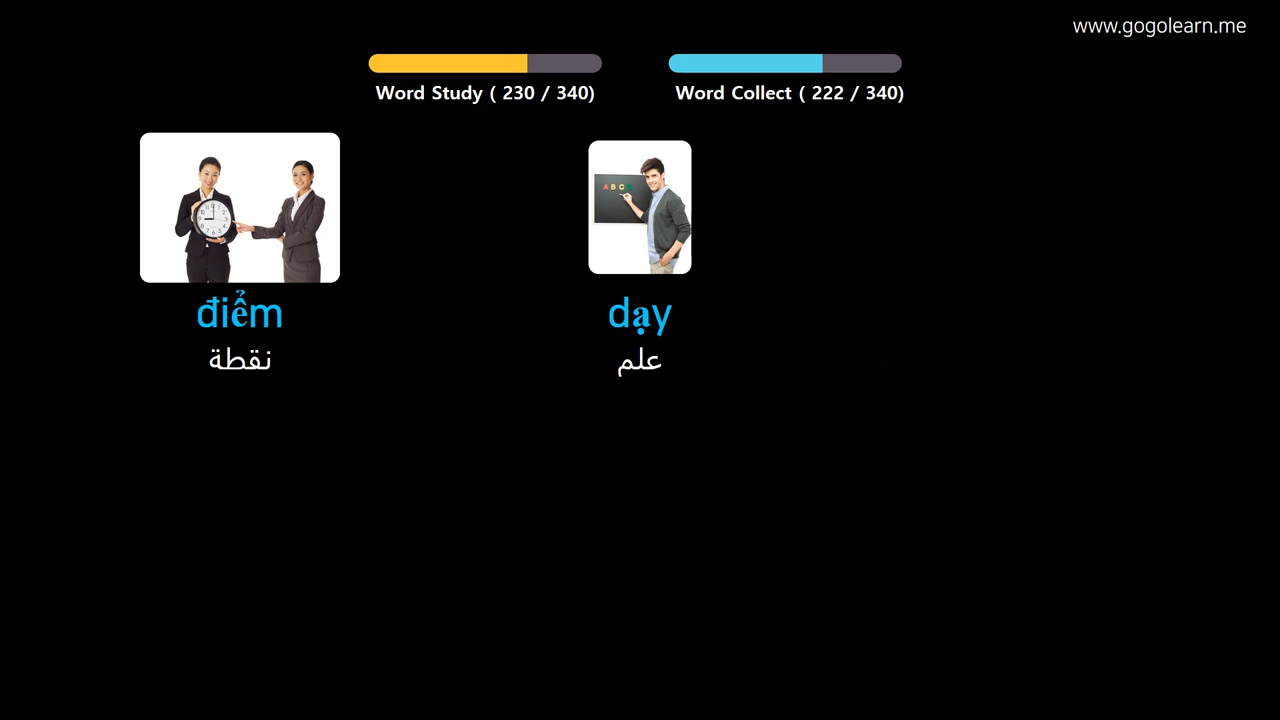 www.gogolearn.me
Word Study ( 230 / 340)
Word Collect ( 222 / 340)
điểm
نقطة
dạy
علم